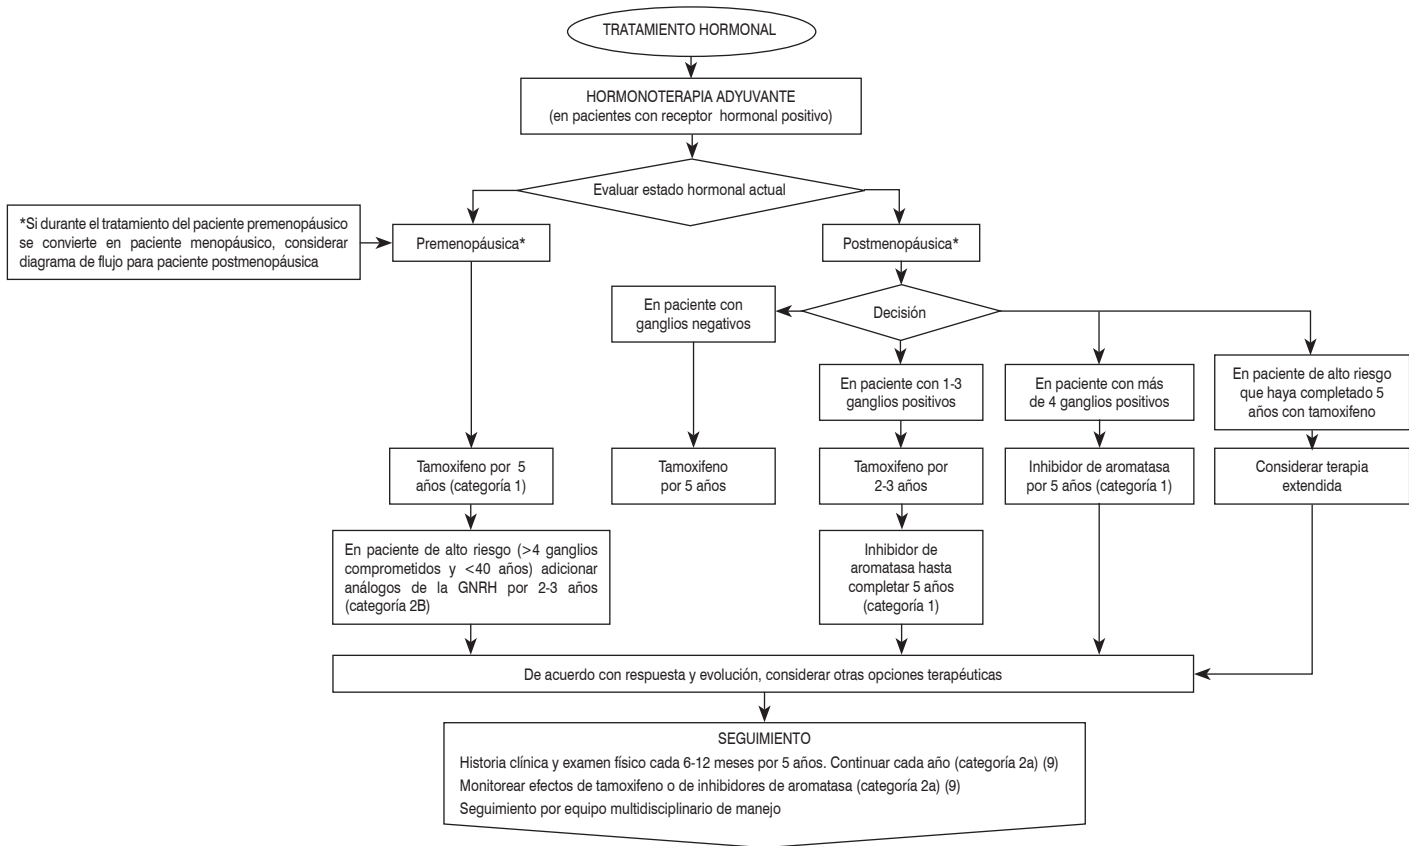 TRATAMIENTO HORMONAL
HORMONOTERAPIA ADYUVANTE
(en pacientes con receptor hormonal positivo)
Evaluar estado hormonal actual
*Si durante el tratamiento del paciente premenopáusico
se convierte en paciente menopáusico, considerar
diagrama de flujo para paciente postmenopáusica
Premenopáusica*
Postmenopáusica*
En paciente con
ganglios negativos
Decisión
En paciente con 1-3
ganglios positivos
En paciente con más
de 4 ganglios positivos
En paciente de alto riesgo
que haya completado 5
años con tamoxifeno
Tamoxifeno por 5
años (categoría 1)
Tamoxifeno
por 5 años
Tamoxifeno por
2-3 años
Inhibidor de aromatasa
por 5 años (categoría 1)
Considerar terapia
extendida
En paciente de alto riesgo (>4 ganglios
comprometidos y <40 años) adicionar
análogos de la GNRH por 2-3 años
(categoría 2B)
Inhibidor de
aromatasa hasta
completar 5 años
(categoría 1)
De acuerdo con respuesta y evolución, considerar otras opciones terapéuticas
SEGUIMIENTO
Historia clínica y examen físico cada 6-12 meses por 5 años. Continuar cada año (categoría 2a) (9)
Monitorear efectos de tamoxifeno o de inhibidores de aromatasa (categoría 2a) (9)
Seguimiento por equipo multidisciplinario de manejo